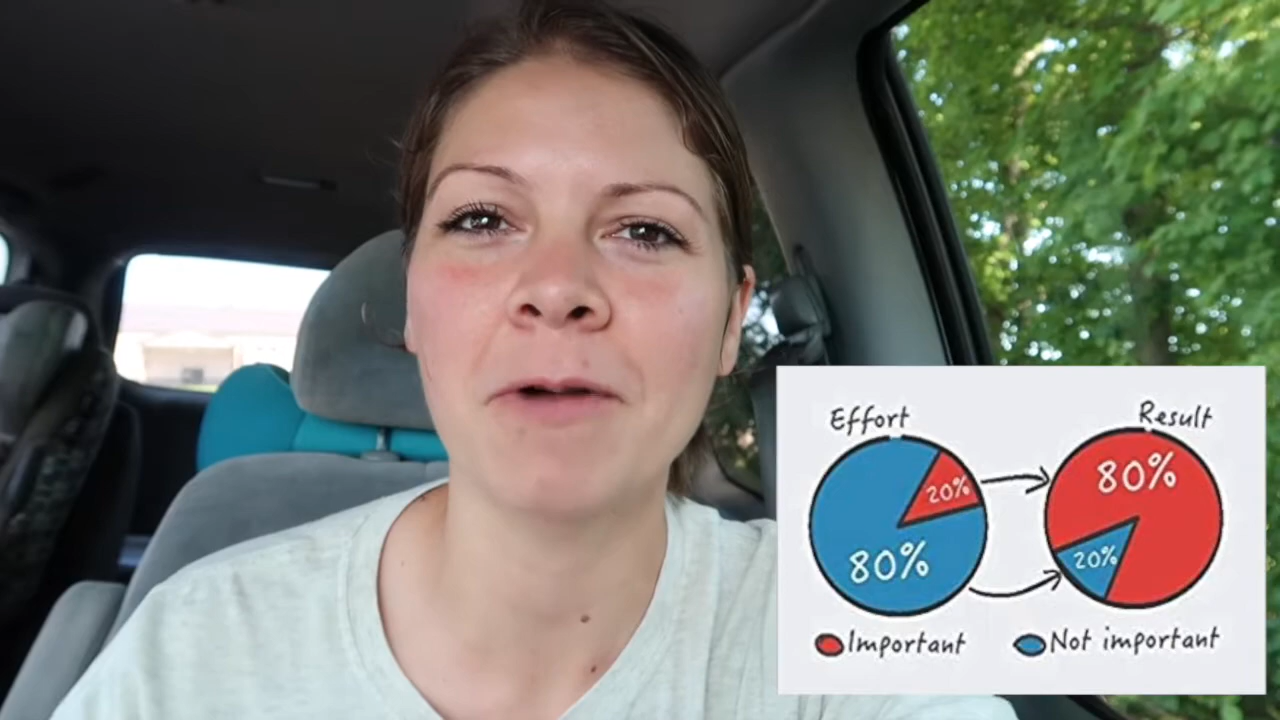 Effort
Result
20%
80%
80%
20%
Important
Not important